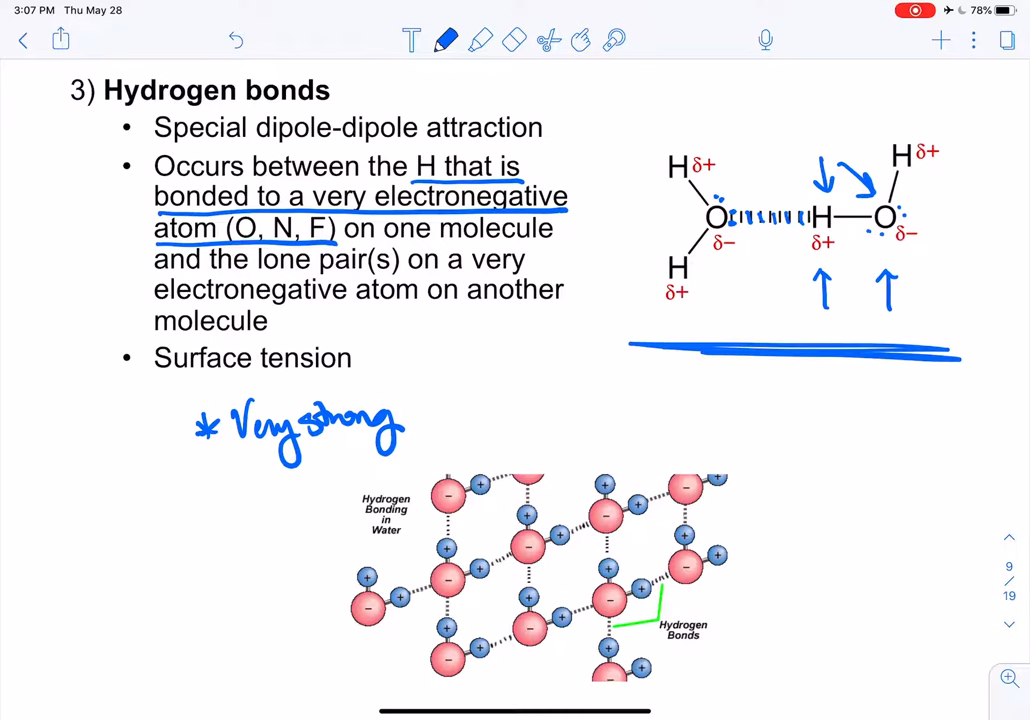 3:07 PM Thu May 28
78%
T
3) Hydrogen bonds
• Special dipole-dipole attraction
• Occurs between the H that is
bonded to a very electronegative
atom (O, N, F) on one molecule
and the lone pair(s) on a very
electronegative atom on another
molecule
• Surface tension
* Very strong
H δ+
H δ+
O
H
O
δ−
δ+
δ−
H
δ+
Hydrogen
Bonding
in
Water
Hydrogen
Bonds
9
/
19